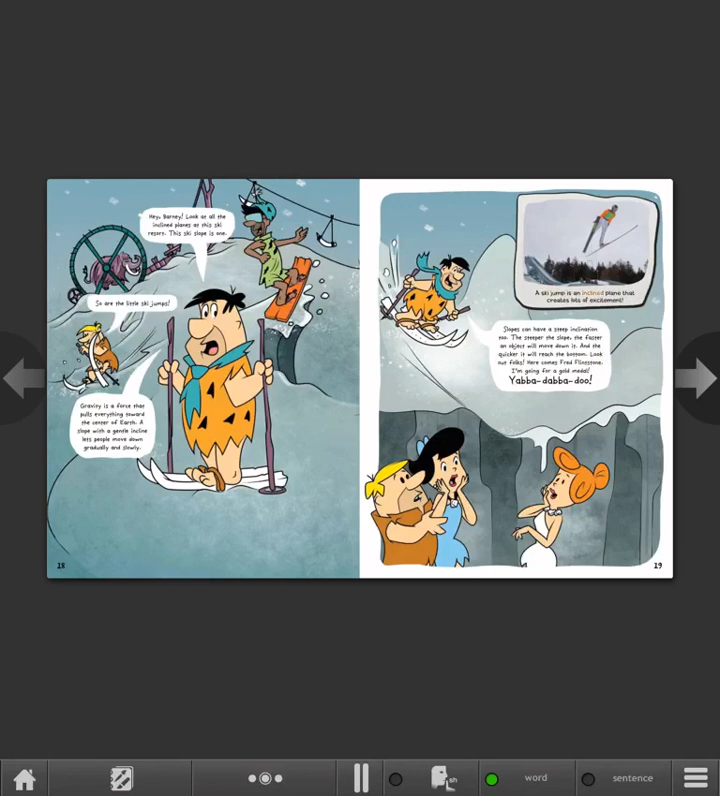 Hey, Barney! Look at all the
inclined planes at this ski
resort. This ski slope is one.
So are the little ski jumps!
Gravity is a force that
pulls everything toward
the center of Earth. A
slope with a gentle incline
lets people move down
gradually and slowly.
18
A ski jump is an inclined plane that
creates lots of excitement!
Slopes can have a steep inclination
too. The steeper the slope, the faster
an object will move down it. And the
quicker it will reach the bottom. Look
out folks! Here comes Fred Flintstone.
I'm going for a gold medal!
Yabba-dabba-doo!
19
sh
word
sentence